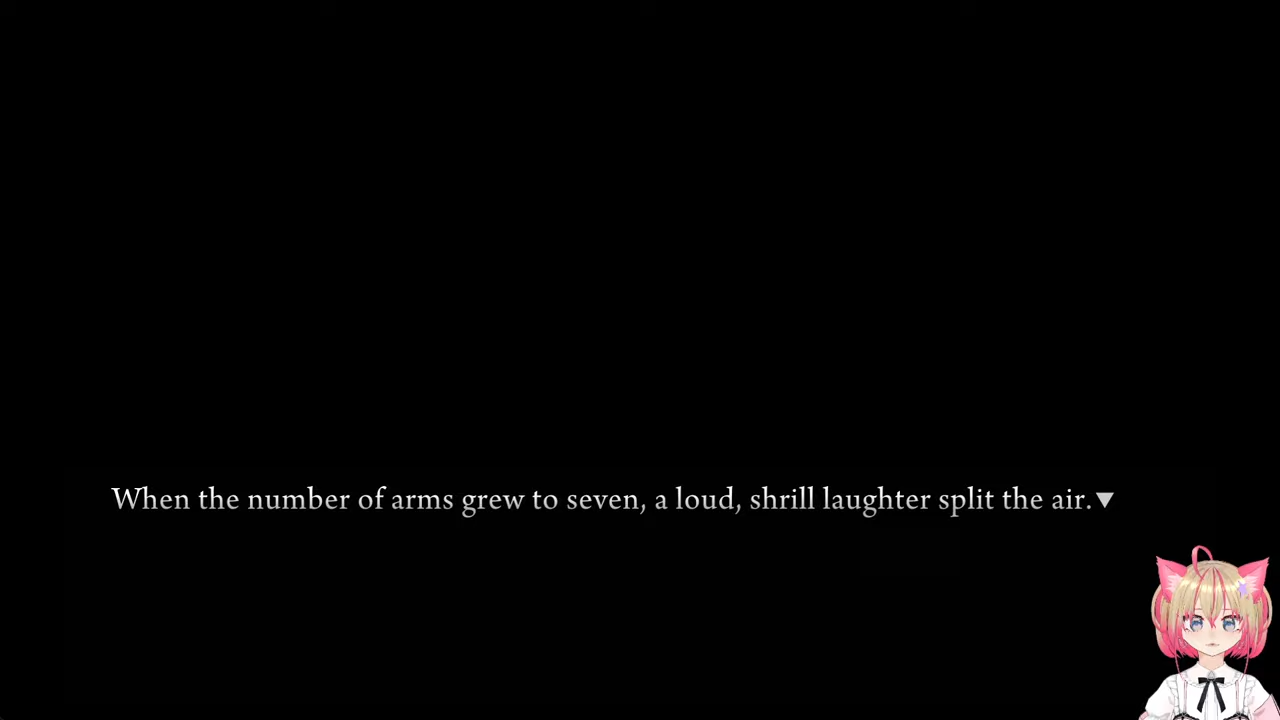 When the number of arms grew to seven, a loud, shrill laughter split the air.▼